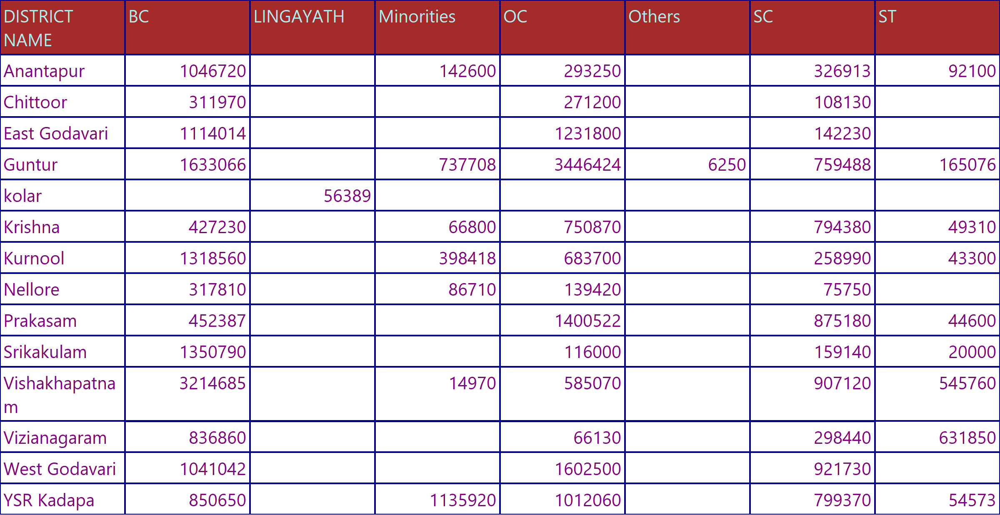 DISTRICT NAME BC LINGAYATH Minorities OC Others SC ST
Anantapur 1046720 142600 293250 326913 92100
Chittoor 311970 271200 108130
East Godavari 1114014 1231800 142230
Guntur 1633066 737708 3446424 6250 759488 165076
kolar 56389
Krishna 427230 66800 750870 794380 49310
Kurnool 1318560 398418 683700 258990 43300
Nellore 317810 86710 139420 75750
Prakasam 452387 1400522 875180 44600
Srikakulam 1350790 116000 159140 20000
Vishakhapatnam 3214685 14970 585070 907120 545760
Vizianagaram 836860 66130 298440 631850
West Godavari 1041042 1602500 921730
YSR Kadapa 850650 1135920 1012060 799370 54573